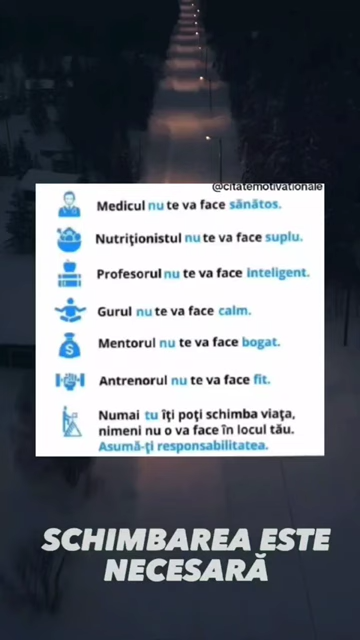 @citatemotivationale
Medicul nu te va face sănătos.
Nutriționistul nu te va face suplu.
Profesorul nu te va face inteligent.
Gurul nu te va face calm.
Mentorul nu te va face bogat.
Antrenorul nu te va face fit.
Numai tu îți poți schimba viața,
nimeni nu o va face în locul tău.
Asumă-ți responsabilitatea.
SCHIMBAREA ESTE
NECESARĂ